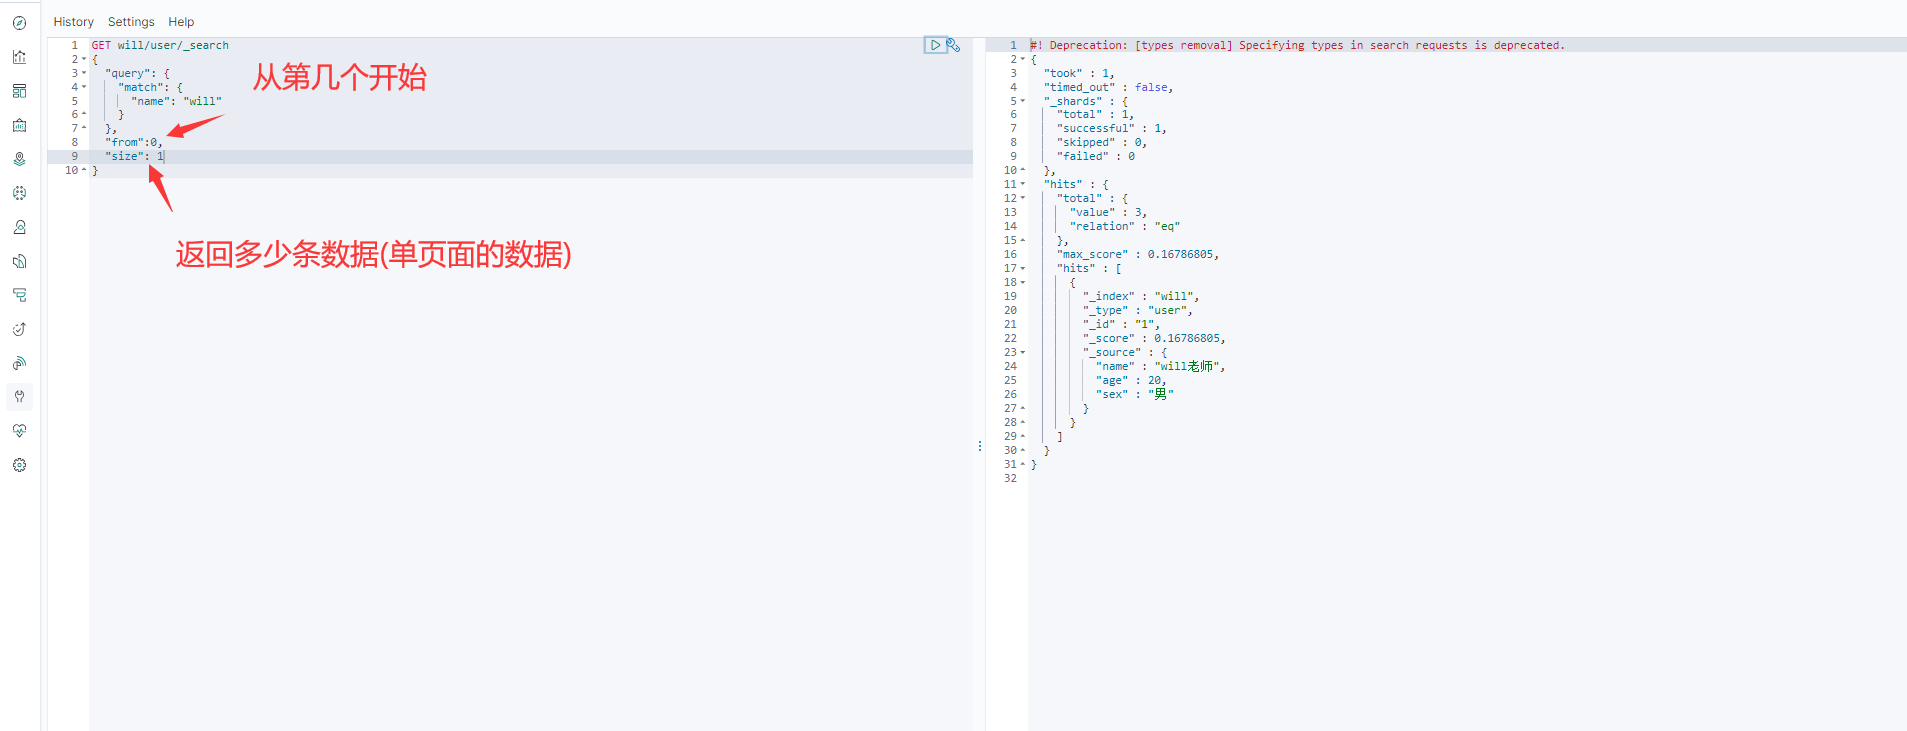 History Settings Help
1 GET will/user/_search
2 {
3 "query": {
4 "match": {
5 "name": "will"
6 }
7 },
8 "from":0,
9 "size": 1
10 }
从第几个开始
返回多少条数据(单页面的数据)
1 #! Deprecation: [types removal] Specifying types in search requests is deprecated.
2 {
3 "took" : 1,
4 "timed_out" : false,
5 "_shards" : {
6 "total" : 1,
7 "successful" : 1,
8 "skipped" : 0,
9 "failed" : 0
10 },
11 "hits" : {
12 "total" : {
13 "value" : 3,
14 "relation" : "eq"
15 },
16 "max_score" : 0.16786805,
17 "hits" : [
18 {
19 "_index" : "will",
20 "_type" : "user",
21 "_id" : "1",
22 "_score" : 0.16786805,
23 "_source" : {
24 "name" : "will老师",
25 "age" : 20,
26 "sex" : "男"
27 }
28 }
29 ]
30 }
31 }
32